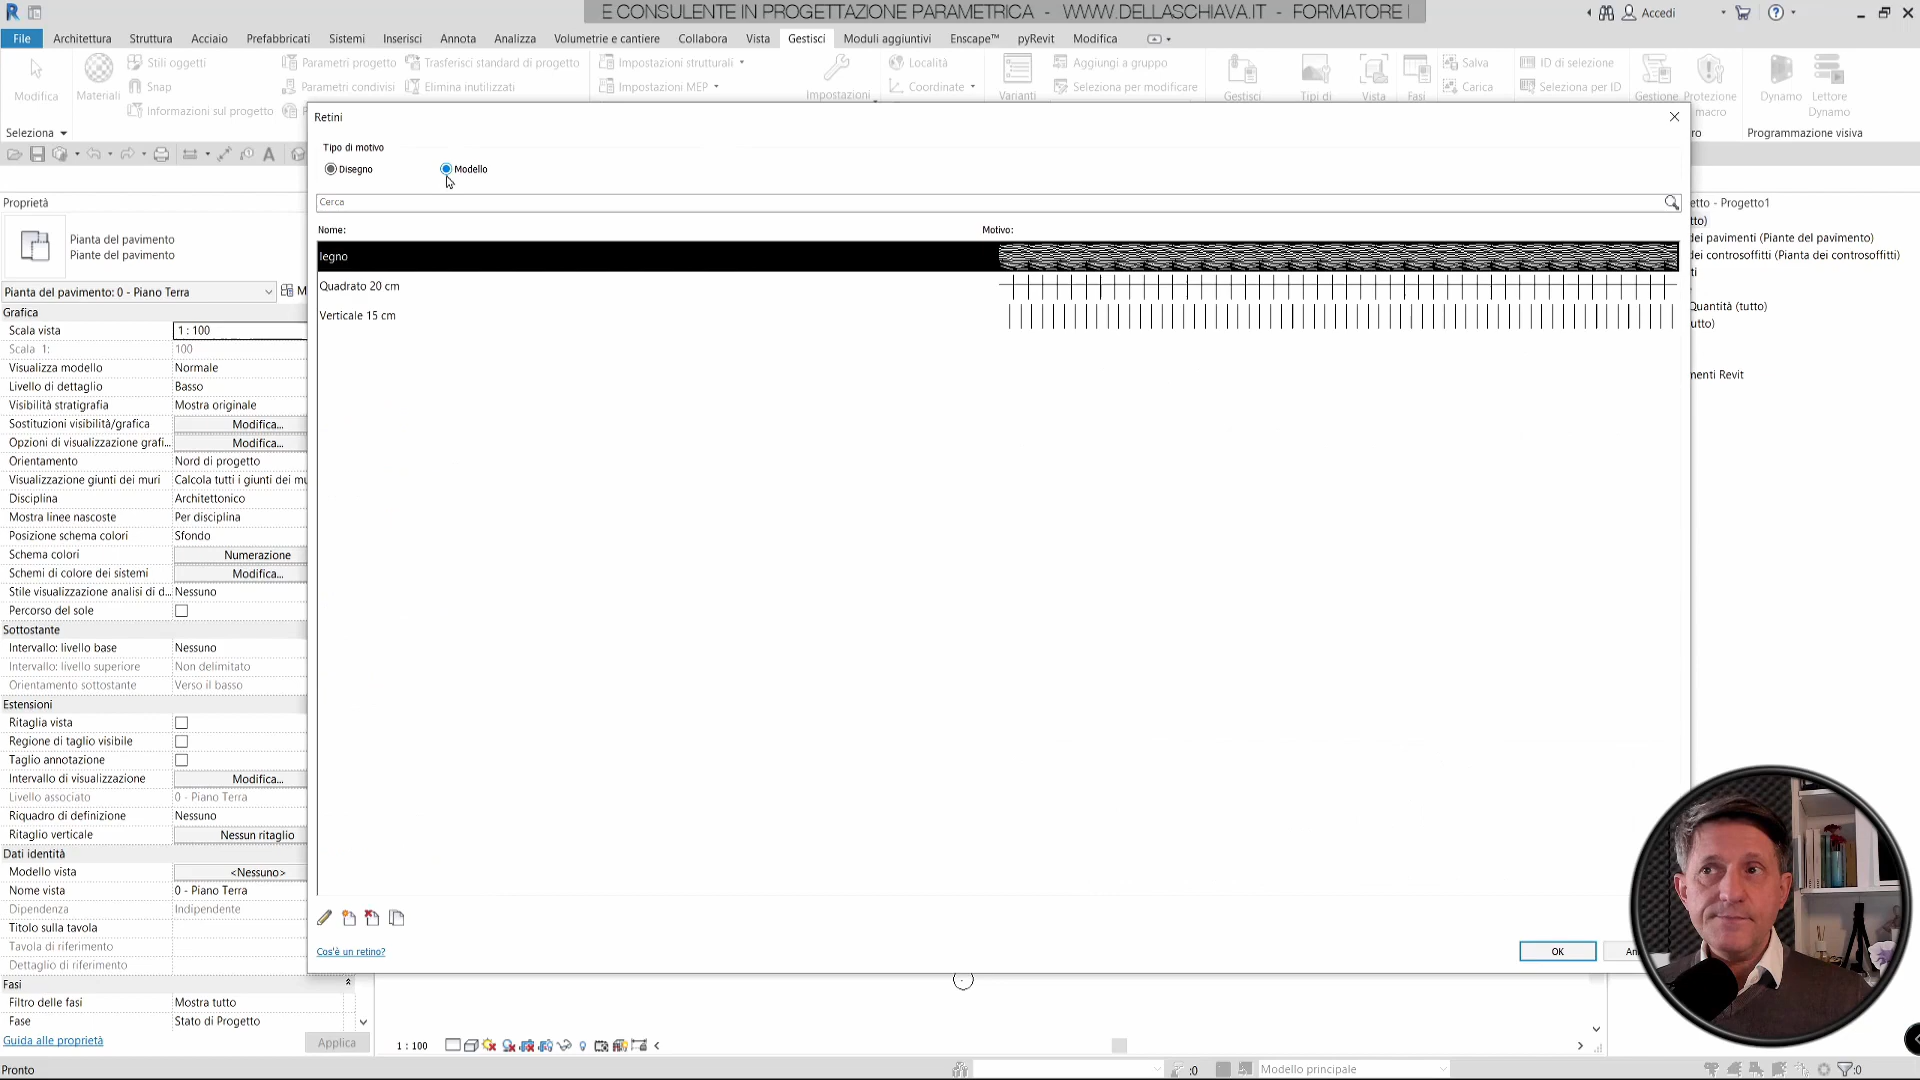 E CONSULENTE IN PROGETTAZIONE PARAMETRICA - WWW.DELLASCHIAVA.IT - FORMATORE
Accedi
File Architettura Struttura Acciaio Prefabbricati Sistemi Inserisci Annota Analizza Volumetrie e cantiere Collabora Vista Gestisci Moduli aggiuntivi Enscape™ pyRevit Modifica
Stili oggetti Parametri progetto Trasferisci standard di progetto Impostazioni strutturali Località Aggiungi a gruppo Salva ID di selezione
Modifica Materiali Snap Parametri condivisi Elimina inutilizzati Impostazioni MEP Impostazioni Coordinate Varianti Seleziona per modificare Gestisci Tipi di Vista Fasi Carica Seleziona per ID Gestione Protezione Dynamo Lettore
Informazioni sul progetto macro Dynamo
Seleziona ro Programmazione visiva
Retini
Tipo di motivo
Disegno Modello
Cerca
Nome: Motivo:
legno
Quadrato 20 cm
Verticale 15 cm
Cos'è un retino?
OK An
Proprietà
Pianta del pavimento
Pianta del pavimento
Pianta del pavimento: 0 - Piano Terra M
Grafica
Scala vista 1 : 100
Scala 1: 100
Visualizza modello Normale
Livello di dettaglio Basso
Visibilità stratigrafia Mostra originale
Sostituzioni visibilità/grafica Modifica...
Opzioni di visualizzazione grafi... Modifica...
Orientamento Nord di progetto
Visualizzazione giunti dei muri Calcola tutti i giunti dei mu
Disciplina Architettonico
Mostra linee nascoste Per disciplina
Posizione schema colori Sfondo
Schema colori Numerazione
Schemi di colore dei sistemi Modifica...
Stile visualizzazione analisi di d... Nessuno
Percorso del sole
Sottostante
Intervallo: livello base Nessuno
Intervallo: livello superiore Non delimitato
Orientamento sottostante Verso il basso
Estensioni
Ritaglia vista
Regione di taglio visibile
Taglio annotazione
Intervallo di visualizzazione Modifica...
Livello associato 0 - Piano Terra
Riquadro di definizione Nessuno
Ritaglio verticale Nessun ritaglio
Dati identità
Modello vista <Nessuno>
Nome vista 0 - Piano Terra
Dipendenza Indipendente
Titolo sulla tavola
Tavola di riferimento
Dettaglio di riferimento
Fasi
Filtro delle fasi Mostra tutto
Fase Stato di Progetto
Guida alle proprietà Applica
etto - Progetto1
tto)
dei pavimenti (Piante del pavimento)
dei controsoffitti (Pianta dei controsoffitti)
ti
Quantità (tutto)
utto)
menti Revit
1 : 100
Pronto :0 Modello principale :0